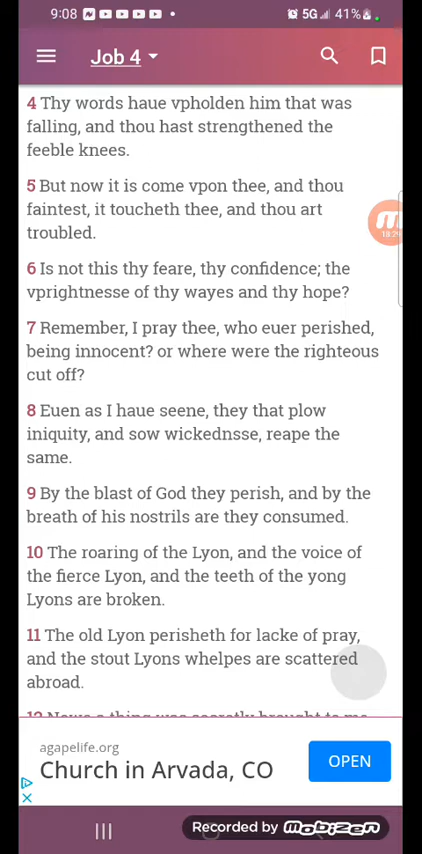 9:08 5G 41%
Job 4
4 Thy words haue vpholden him that was
falling, and thou hast strengthened the
feeble knees.
5 But now it is come vpon thee, and thou
faintest, it toucheth thee, and thou art
troubled.
6 Is not this thy feare, thy confidence; the
vprightnesse of thy wayes and thy hope?
7 Remember, I pray thee, who euer perished,
being innocent? or where were the righteous
cut off?
8 Euen as I haue seene, they that plow
iniquity, and sow wickednsse, reape the
same.
9 By the blast of God they perish, and by the
breath of his nostrils are they consumed.
10 The roaring of the Lyon, and the voice of
the fierce Lyon, and the teeth of the yong
Lyons are broken.
11 The old Lyon perisheth for lacke of pray,
and the stout Lyons whelpes are scattered
abroad.
12 Nowe a thing was secretly brought to me,
agapelife.org
Church in Arvada, CO
OPEN
Recorded by mobizen